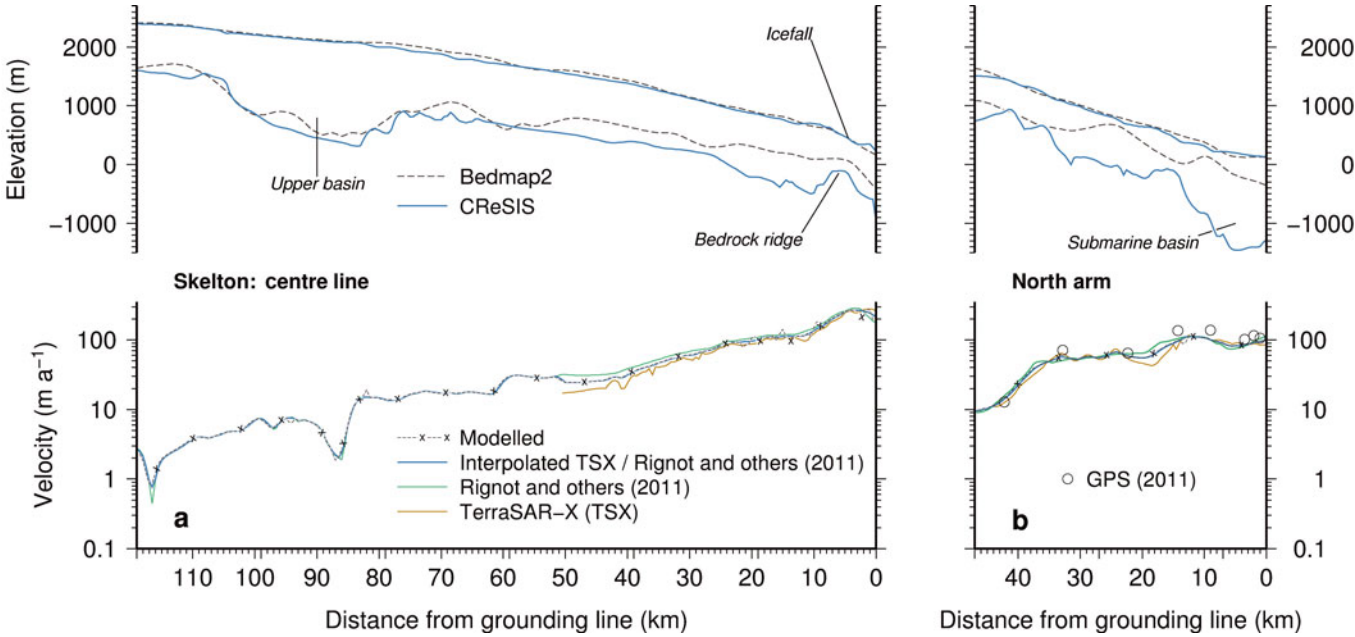 2000
1000
0
−1000
Elevation (m)
Upper basin
Bedmap2
CReSIS
Icefall
Bedrock ridge
2000
1000
0
−1000
Submarine basin
Skelton: centre line
North arm
100
10
1
0.1
Velocity (m a⁻¹)
Modelled
Interpolated TSX / Rignot and others (2011)
Rignot and others (2011)
TerraSAR−X (TSX)
a
110 100 90 80 70 60 50 40 30 20 10 0
Distance from grounding line (km)
GPS (2011)
b
100
10
1
0.1
40 30 20 10 0
Distance from grounding line (km)